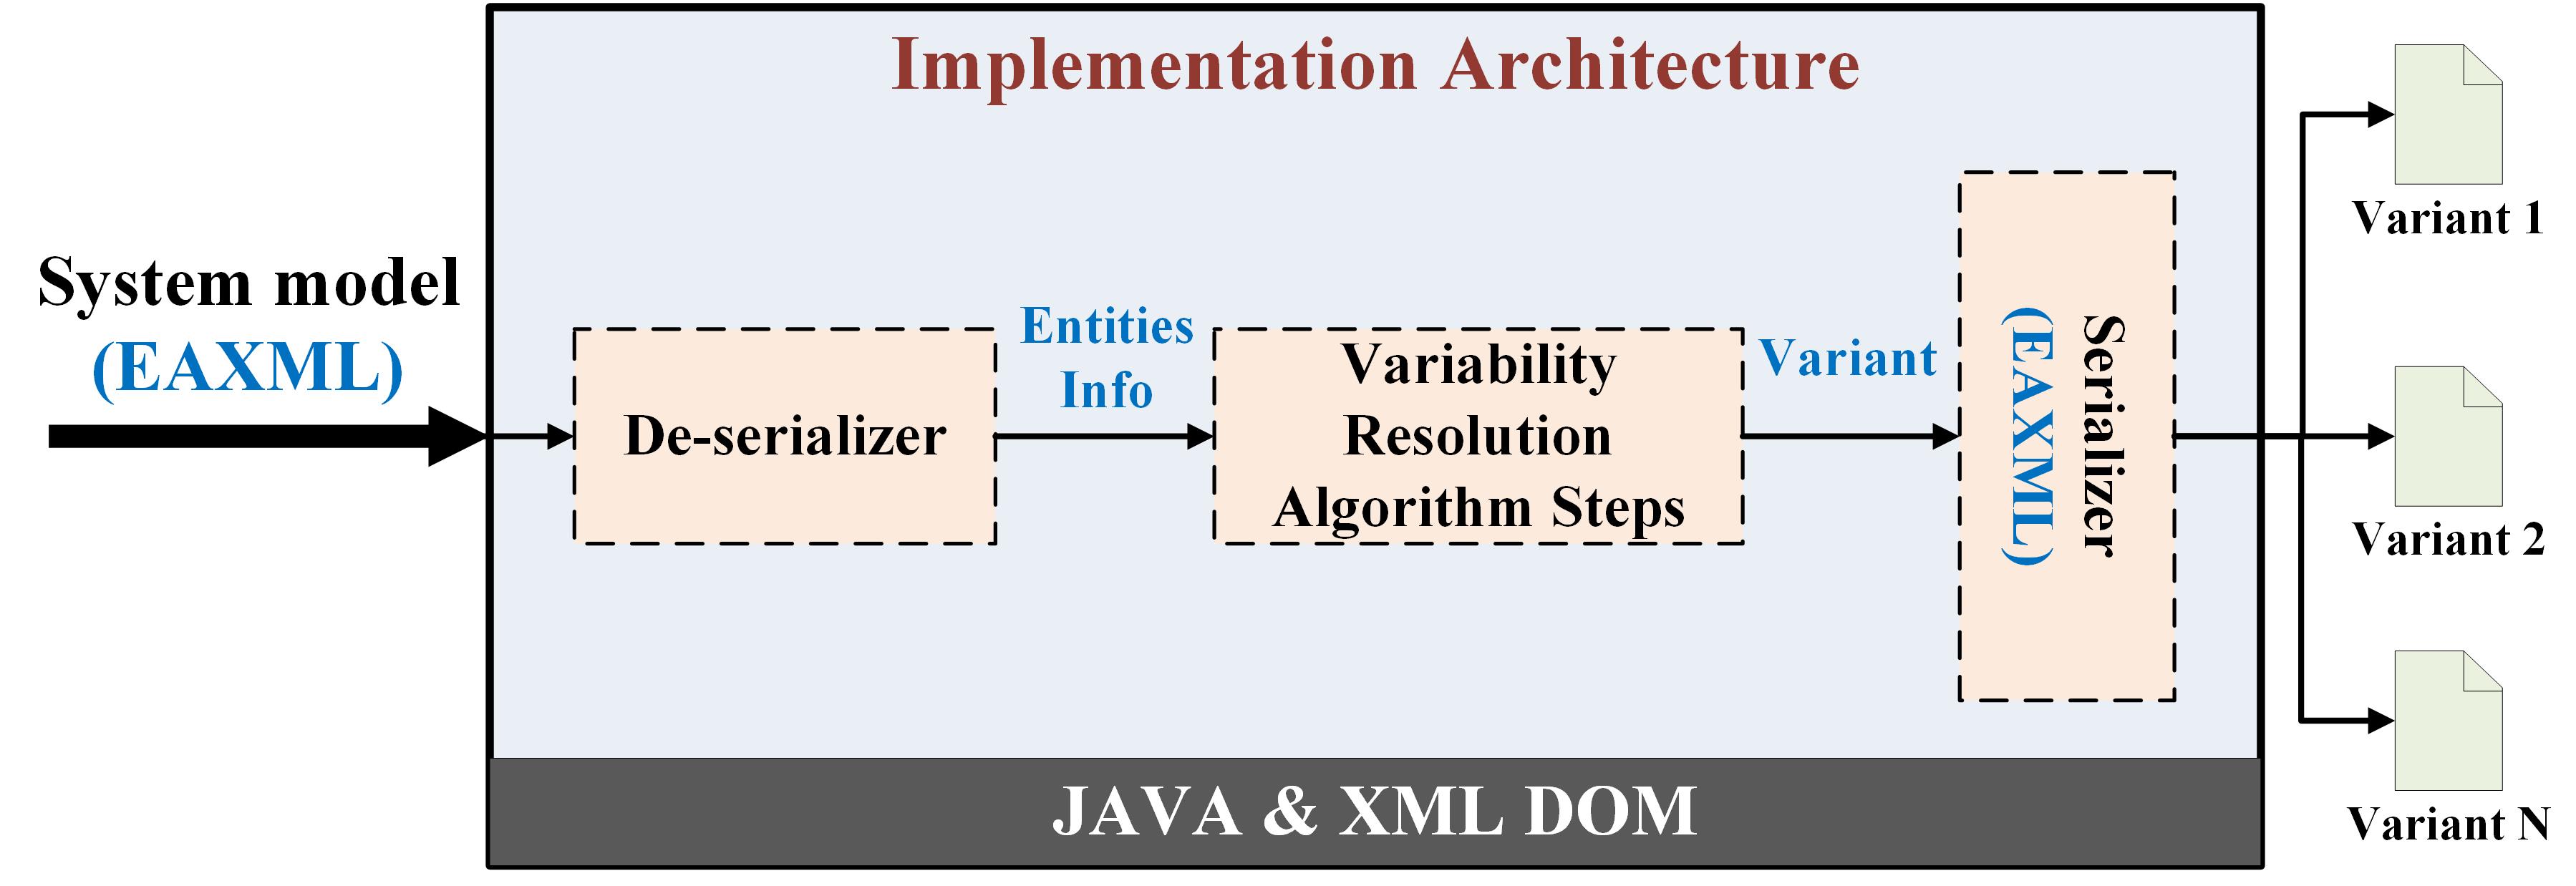 Implementation Architecture
System model
(EAXML)
De-serializer
Entities
Info
Variability
Resolution
Algorithm Steps
Variant
Serializer
(EAXML)
Variant 1
Variant 2
Variant N
JAVA & XML DOM